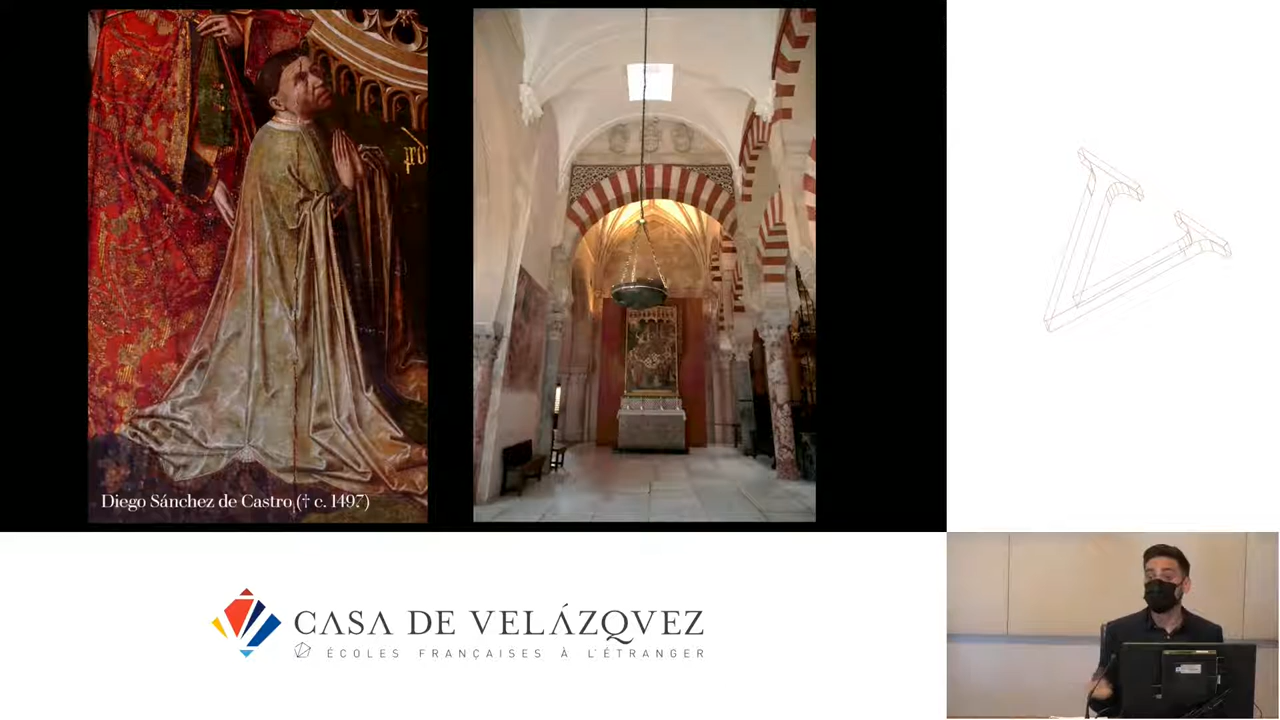 Diego Sánchez de Castro († c. 1497)
CASA DE VELÁZQVEZ
ÉCOLES FRANÇAISES À L'ÉTRANGER